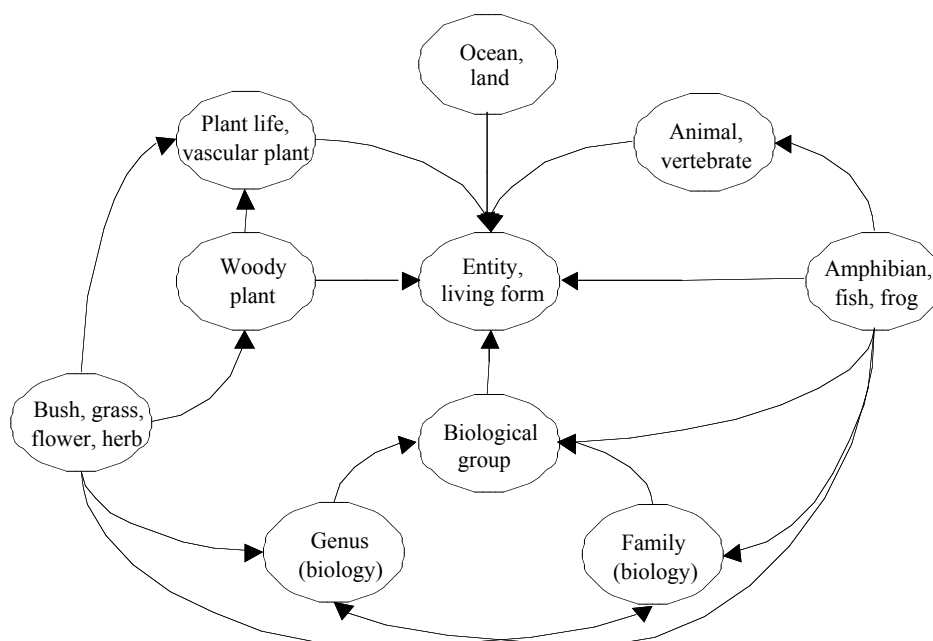 Ocean,
land
Plant life,
vascular plant
Animal,
vertebrate
Woody
plant
Entity,
living form
Amphibian,
fish, frog
Bush, grass,
flower, herb
Biological
group
Genus
(biology)
Family
(biology)